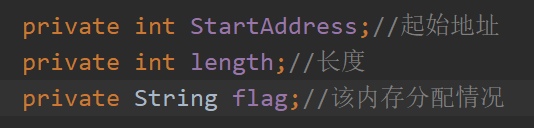 private int StartAddress;//起始地址
private int length;//长度
private String flag;//该内存分配情况